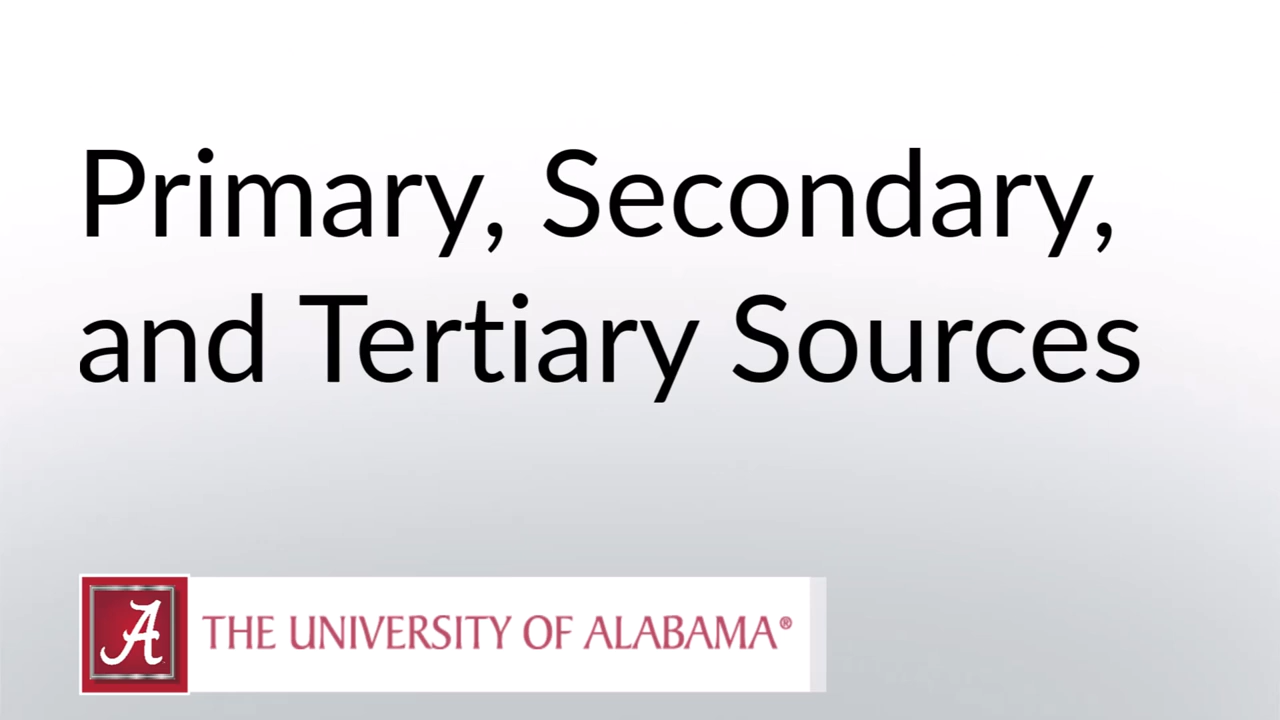 Primary, Secondary,
and Tertiary Sources
A THE UNIVERSITY OF ALABAMA®